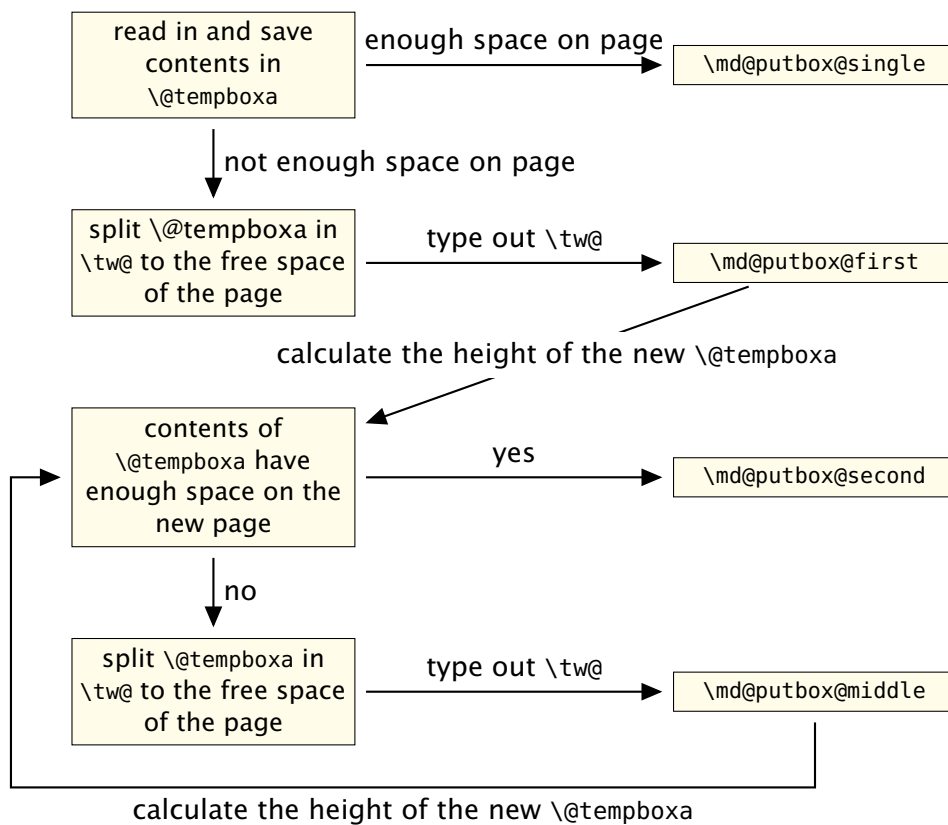 read in and save
contents in
\@tempboxa
enough space on page
\md@putbox@single
not enough space on page
split \@tempboxa in
\tw@ to the free space
of the page
type out \tw@
\md@putbox@first
calculate the height of the new \@tempboxa
contents of
\@tempboxa have
enough space on the
new page
yes
\md@putbox@second
no
split \@tempboxa in
\tw@ to the free space
of the page
type out \tw@
\md@putbox@middle
calculate the height of the new \@tempboxa